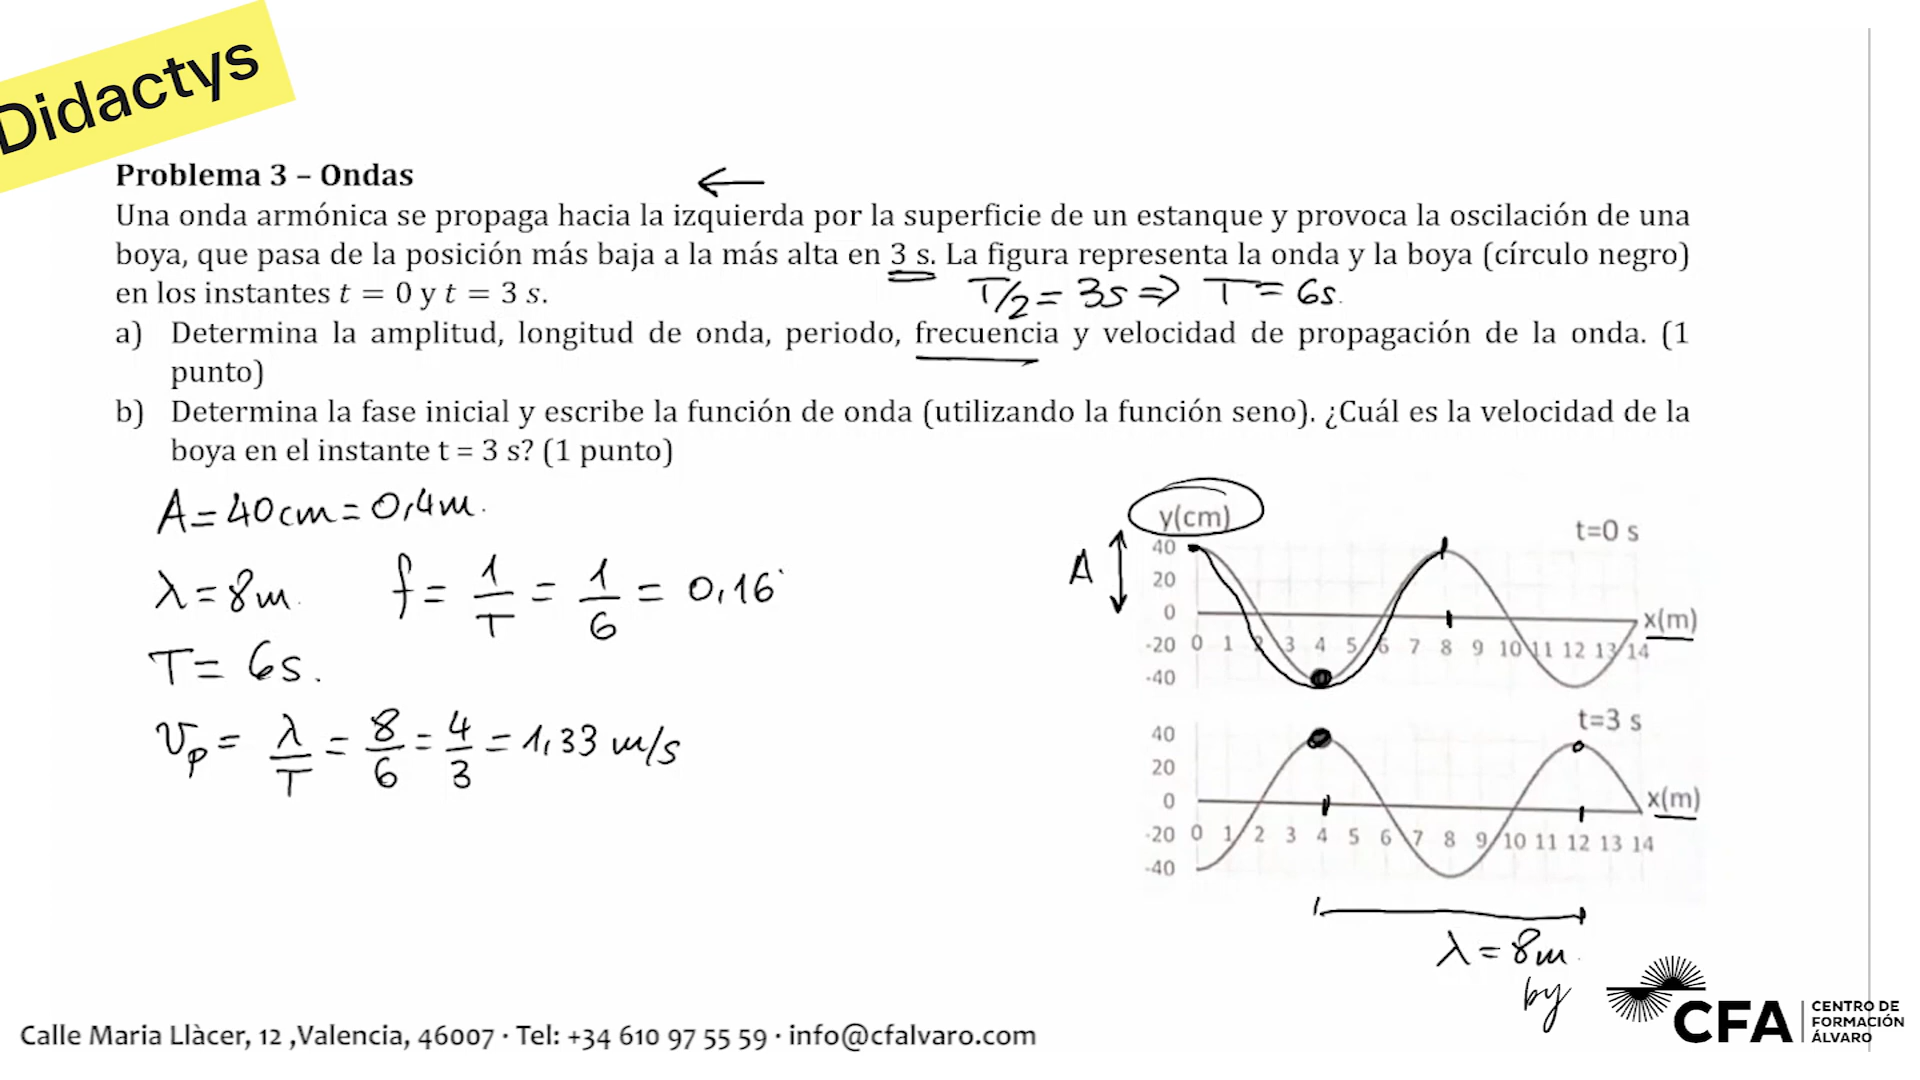 Didactys
Problema 3 – Ondas
Una onda armónica se propaga hacia la izquierda por la superficie de un estanque y provoca la oscilación de una
boya, que pasa de la posición más baja a la más alta en 3 s. La figura representa la onda y la boya (círculo negro)
en los instantes t = 0 y t = 3 s.
T/2 = 3s ⇒ T = 6s.
a) Determina la amplitud, longitud de onda, periodo, frecuencia y velocidad de propagación de la onda. (1
punto)
b) Determina la fase inicial y escribe la función de onda (utilizando la función seno). ¿Cuál es la velocidad de la
boya en el instante t = 3 s? (1 punto)
A = 40cm = 0,4m.
λ = 8m. f = 1/T = 1/6 = 0,16
T = 6s.
Vp = λ/T = 8/6 = 4/3 = 1,33 m/s
y(cm)
t=0 s
A
40
20
0
x(m)
-20 0 1 2 3 4 5 6 7 8 9 10 11 12 13 14
-40
t=3 s
40
20
0
x(m)
-20 0 1 2 3 4 5 6 7 8 9 10 11 12 13 14
-40
λ = 8m.
by
CFA
CENTRO DE
FORMACIÓN
ÁLVARO
Calle Maria Llàcer, 12 ,Valencia, 46007 · Tel: +34 610 97 55 59 · info@cfalvaro.com